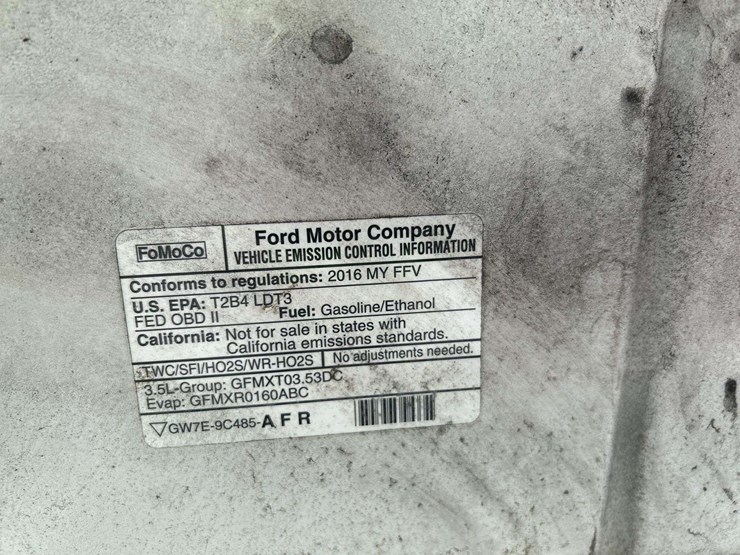 FoMoCo
Ford Motor Company
VEHICLE EMISSION CONTROL INFORMATION
Conforms to regulations: 2016 MY FFV
U.S. EPA: T2B4 LDT3
FED OBD II Fuel: Gasoline/Ethanol
California: Not for sale in states with
California emissions standards.
TWC/SFI/HO2S/WR-HO2S No adjustments needed.
3.5L-Group: GFMXT03.53DC
Evap: GFMXR0160ABC
GW7E-9C485-A F R